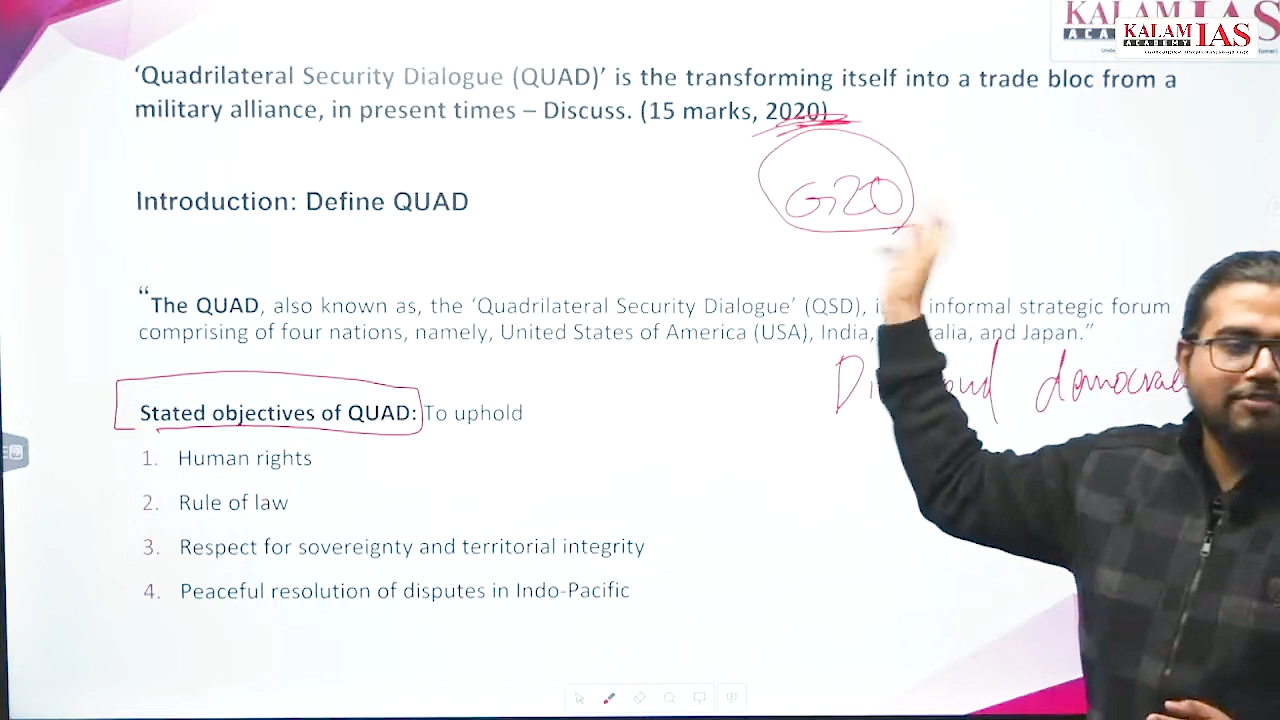 KALAM IAS
KALAM IAS
ACADEMY
‘Quadrilateral Security Dialogue (QUAD)’ is the transforming itself into a trade bloc from a
military alliance, in present times – Discuss. (15 marks, 2020)
G20
Introduction: Define QUAD
“The QUAD, also known as, the ‘Quadrilateral Security Dialogue’ (QSD), informal strategic forum
comprising of four nations, namely, United States of America (USA), India, and Japan.”
Stated objectives of QUAD: To uphold
1. Human rights
2. Rule of law
3. Respect for sovereignty and territorial integrity
4. Peaceful resolution of disputes in Indo-Pacific